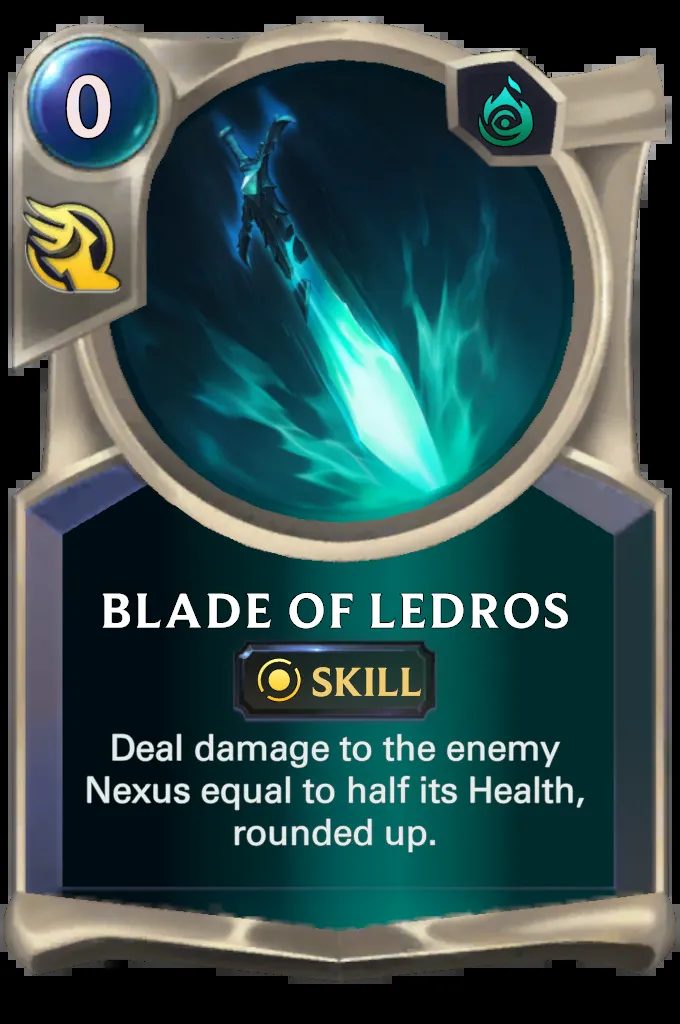 0
BLADE OF LEDROS
SKILL
Deal damage to the enemy
Nexus equal to half its Health,
rounded up.